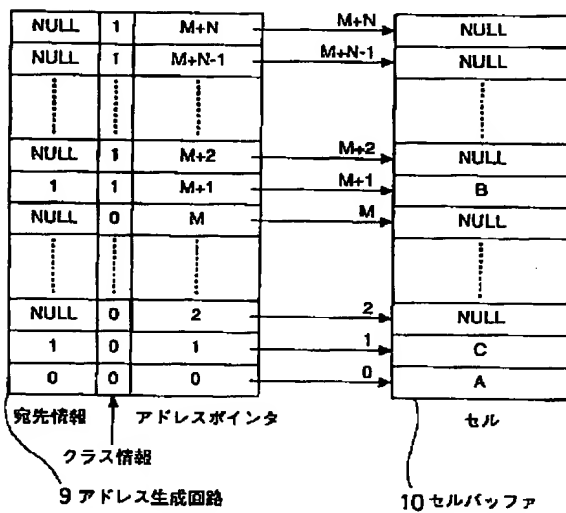 NULL 1 M+N M+N NULL
NULL 1 M+N-1 M+N-1 NULL
NULL 1 M+2 M+2 NULL
1 1 M+1 M+1 B
NULL 0 M M NULL
NULL 0 2 2 NULL
1 0 1 1 C
0 0 0 0 A
宛先情報 アドレスポインタ セル
クラス情報
9 アドレス生成回路 10 セルバッファ